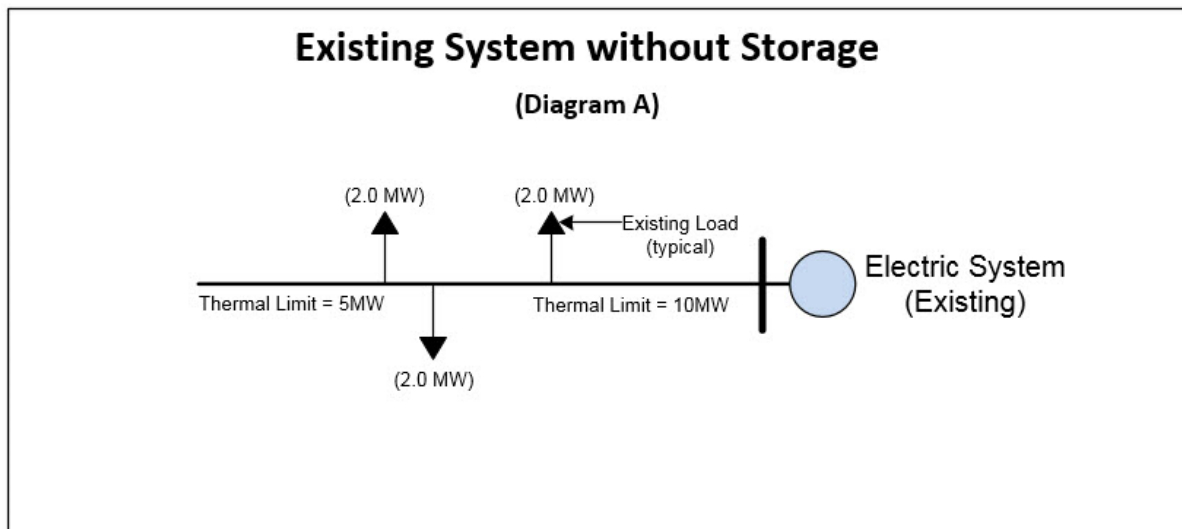 Existing System without Storage
(Diagram A)
(2.0 MW)
(2.0 MW)
Existing Load
(typical)
Electric System
(Existing)
Thermal Limit = 5MW
Thermal Limit = 10MW
(2.0 MW)